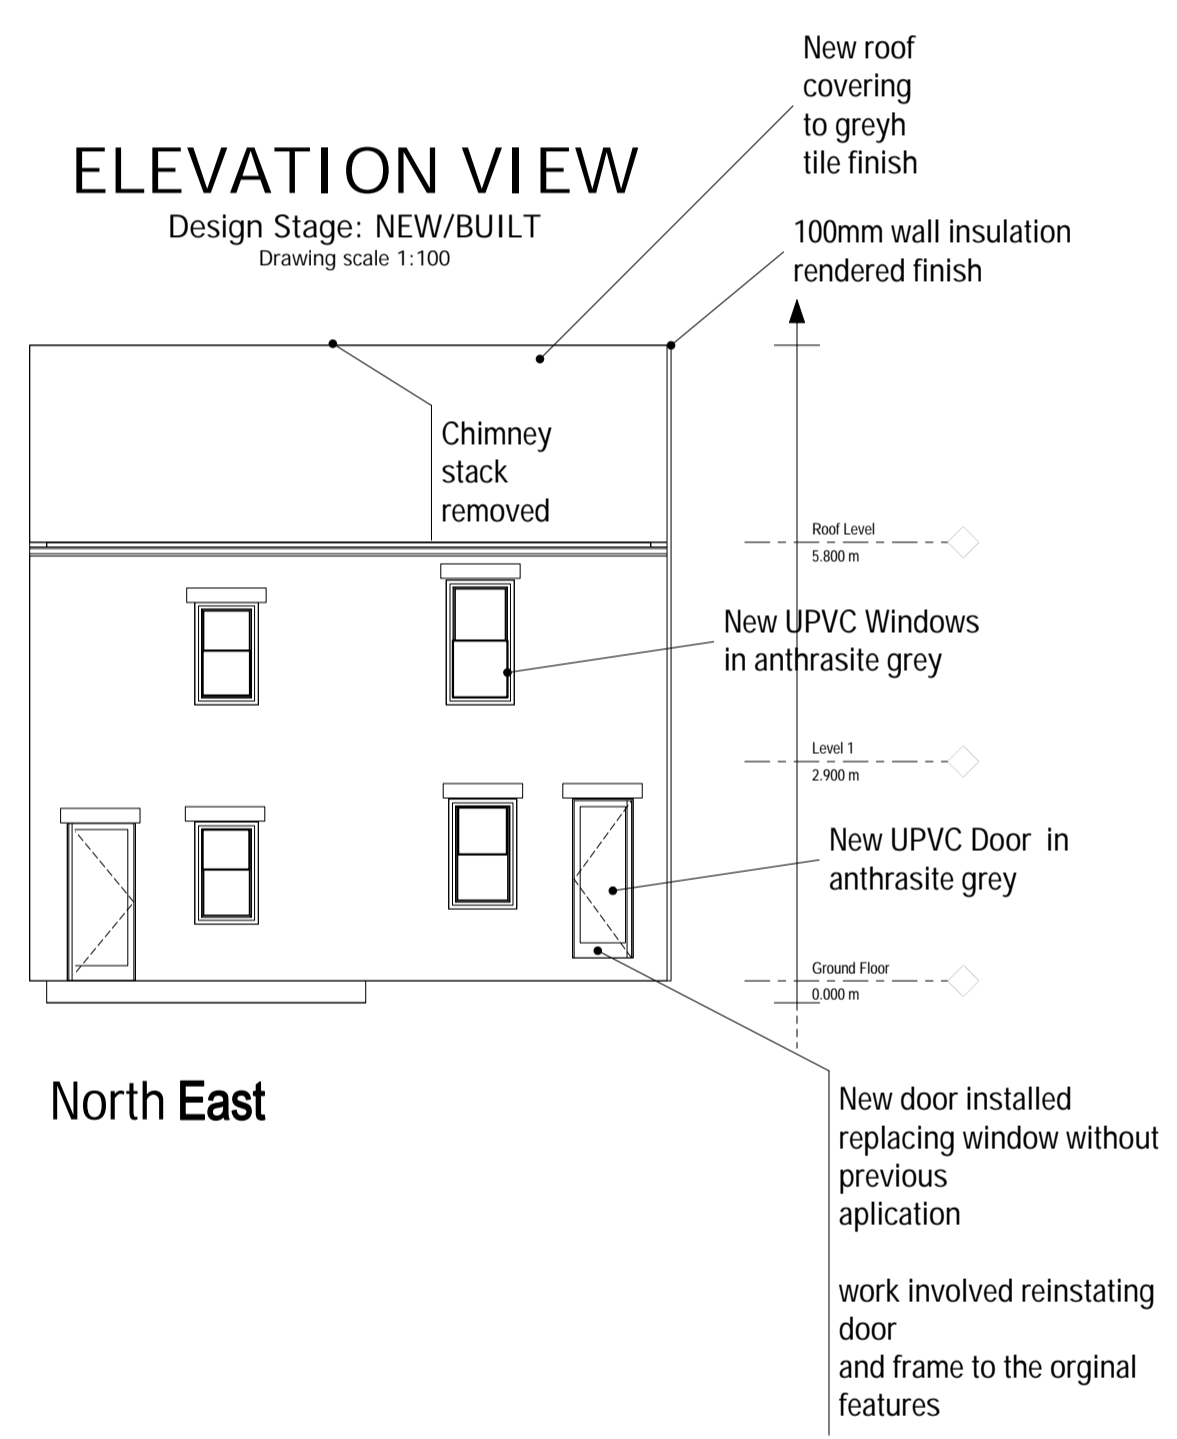 New roof
covering
to greyh
tile finish
ELEVATION VIEW
Design Stage: NEW/BUILT
Drawing scale 1:100
100mm wall insulation
rendered finish
Chimney
stack
removed
Roof Level
5.800 m
New UPVC Windows
in anthrasite grey
Level 1
2.900 m
New UPVC Door in
anthrasite grey
Ground Floor
0.000 m
North East
New door installed
replacing window without
previous
aplication
work involved reinstating
door
and frame to the orginal
features